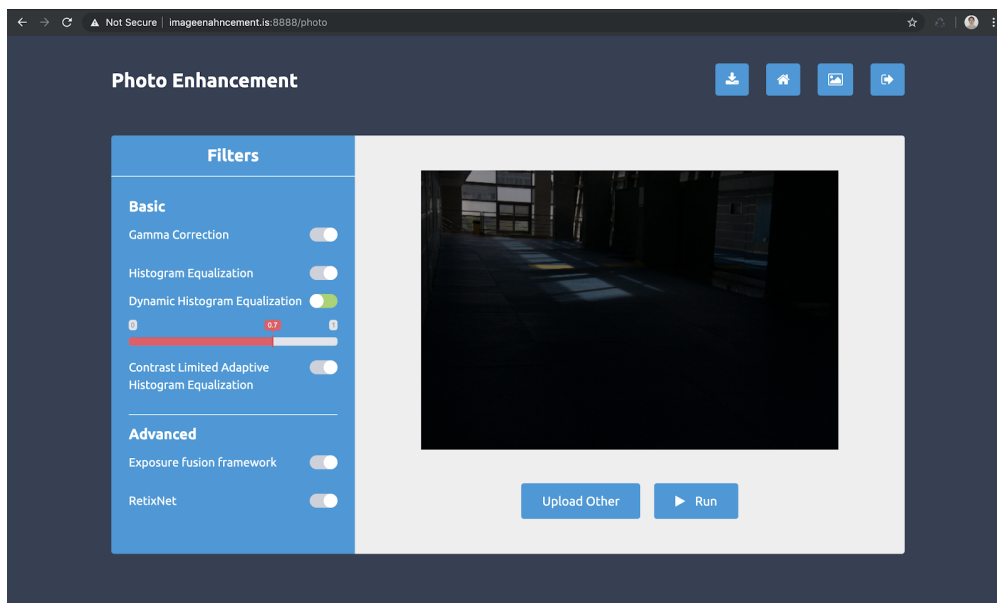 Not Secure | imageenahncement.is:8888/photo
Photo Enhancement
Filters
Basic
Gamma Correction
Histogram Equalization
Dynamic Histogram Equalization
0 0.7 1
Contrast Limited Adaptive
Histogram Equalization
Advanced
Exposure fusion framework
RetixNet
Upload Other
Run